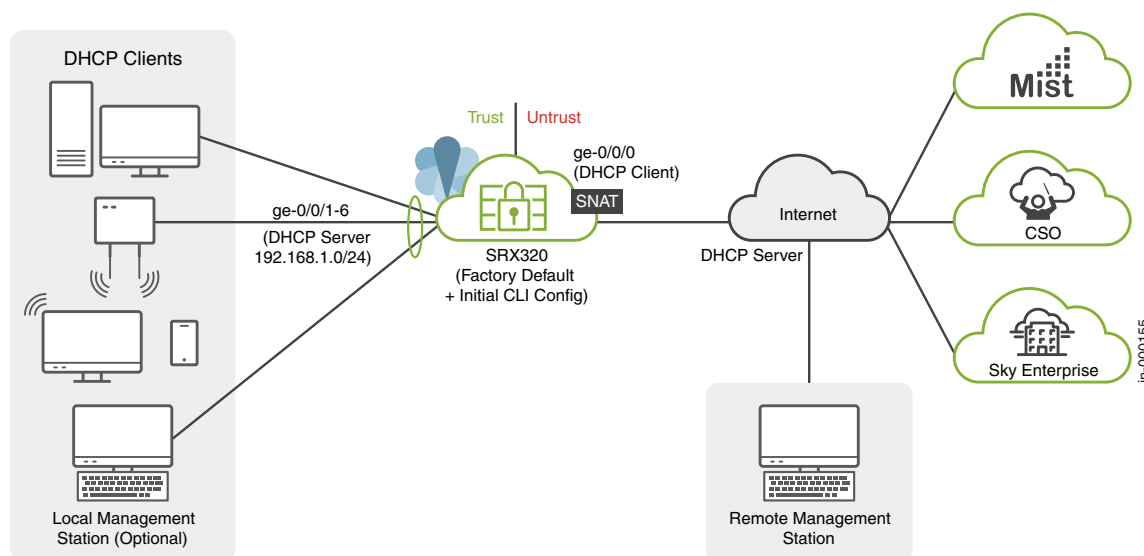 DHCP Clients
ge-0/0/1-6
(DHCP Server
192.168.1.0/24)
Local Management
Station (Optional)
Trust
Untrust
ge-0/0/0
(DHCP Client)
SNAT
SRX320
(Factory Default
+ Initial CLI Config)
Internet
DHCP Server
Remote Management
Station
Mist
CSO
Sky Enterprise
jn-000155